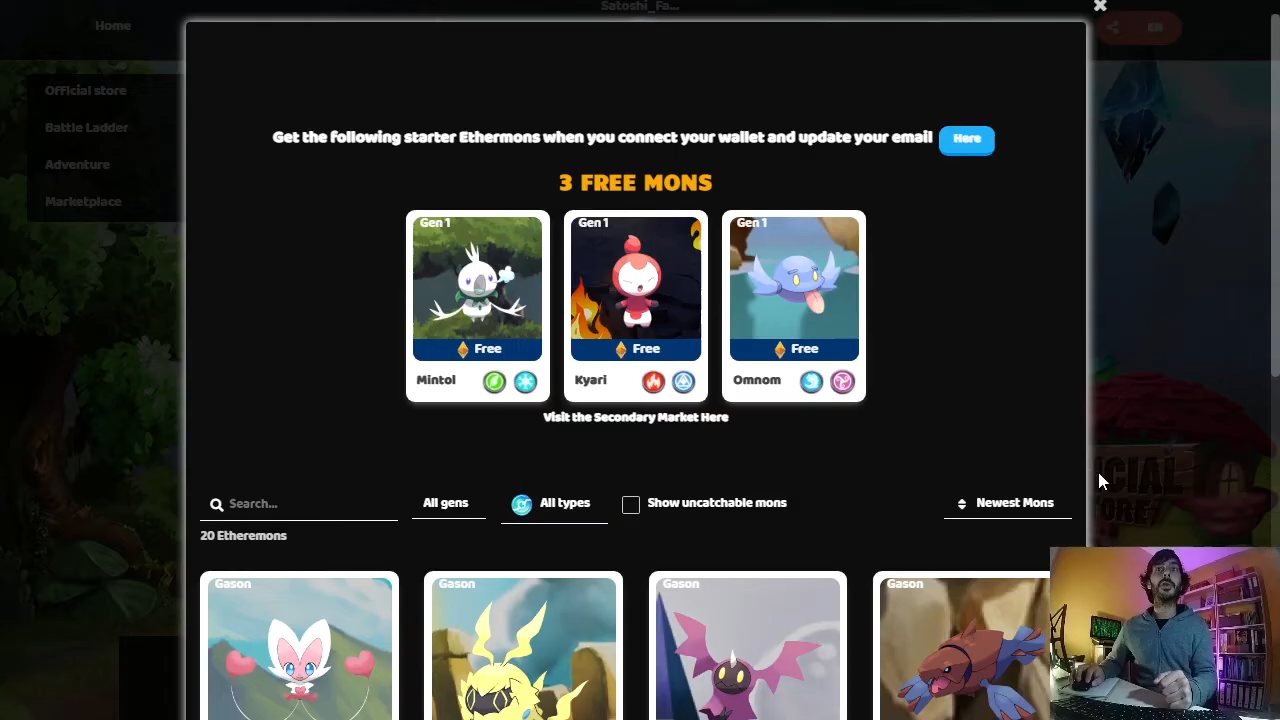 Satoshi_Fa...
Home
Official store
Battle Ladder
Adventure
Marketplace
Get the following starter Ethermons when you connect your wallet and update your email Here
3 FREE MONS
Gen 1 Gen 1 Gen 1
Free Free Free
Mintol Kyari Omnom
Visit the Secondary Market Here
Search... All gens All types Show uncatchable mons Newest Mons
20 Etheremons
Gason Gason Gason Gason